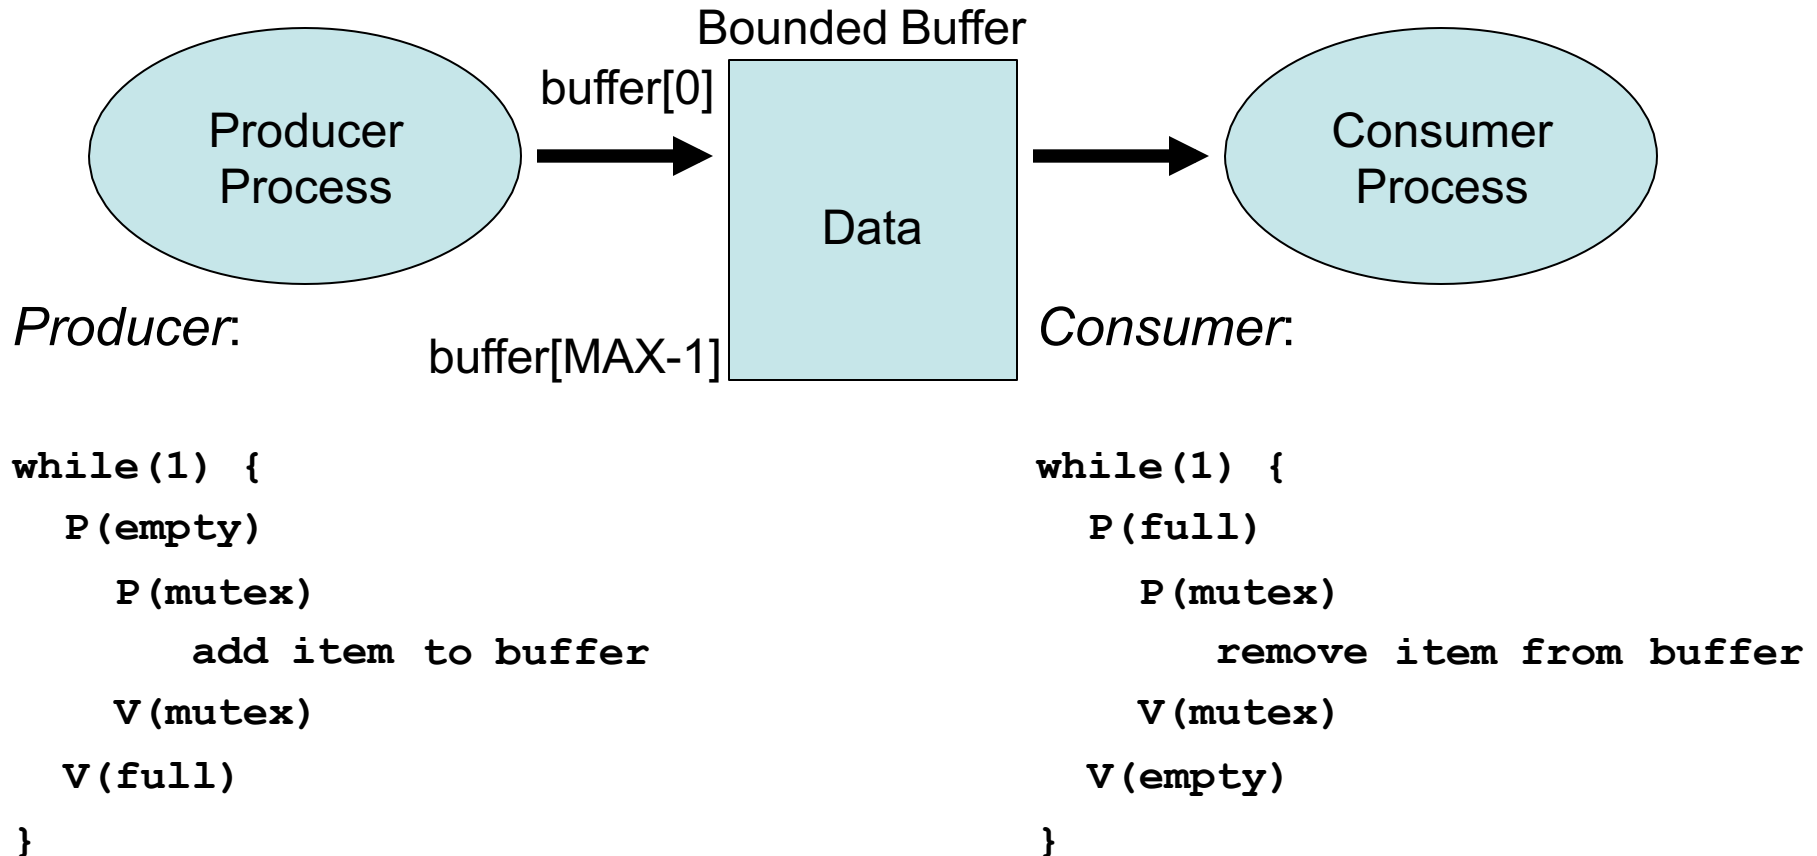 Bounded Buffer
buffer[0]
Producer
Process
Data
Consumer
Process
buffer[MAX-1]
Producer:
while(1) {
P(empty)
P(mutex)
add item to buffer
V(mutex)
V(full)
}
Consumer:
while(1) {
P(full)
P(mutex)
remove item from buffer
V(mutex)
V(empty)
}